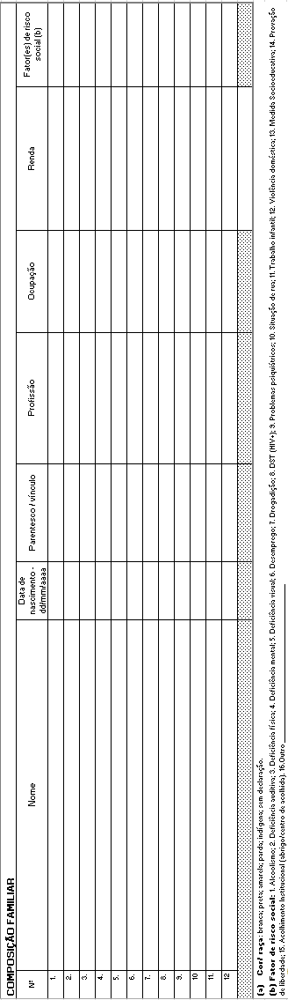 COMPOSIÇÃO FAMILIAR
Nº Nome Data de nascimento - dd/mm/aaaa Parentesco / vínculo Profissão Ocupação Renda Fator(es) de risco social (b)
1.
2.
3.
4.
5.
6.
7.
8.
9.
10.
11.
12
(a) Cor/ raça: branca; preta; amarela; parda; indígena; sem declaração.
(b) Fator de risco social: 1. Alcoolismo; 2. Deficiência auditiva; 3. Deficiência física; 4. Deficiência mental; 5. Deficiência visual; 6. Desemprego; 7. Drogadição; 8. DST (HIV+); 9. Problemas psiquiátricos; 10. Situação de rua; 11. Trabalho infantil; 12. Violência doméstica; 13. Medida Socioeducativa; 14. Privação
de liberdade; 15. Acolhimento Institucional (abrigo/centro de acolhida). 16.Outro